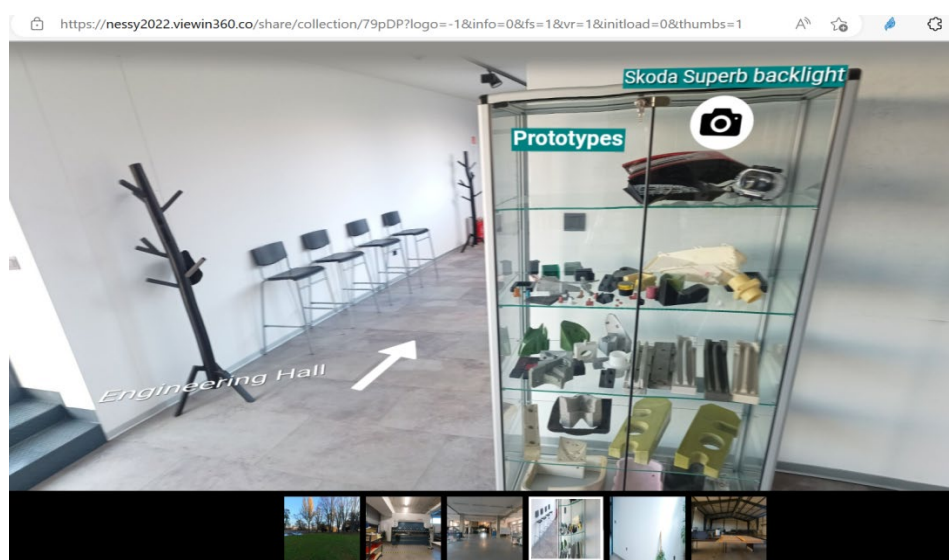 https://nessy2022.viewin360.co/share/collection/79pDP?logo=-1&info=0&fs=1&vr=1&initload=0&thumbs=1
Skoda Superb backlight
Prototypes
Engineering Hall